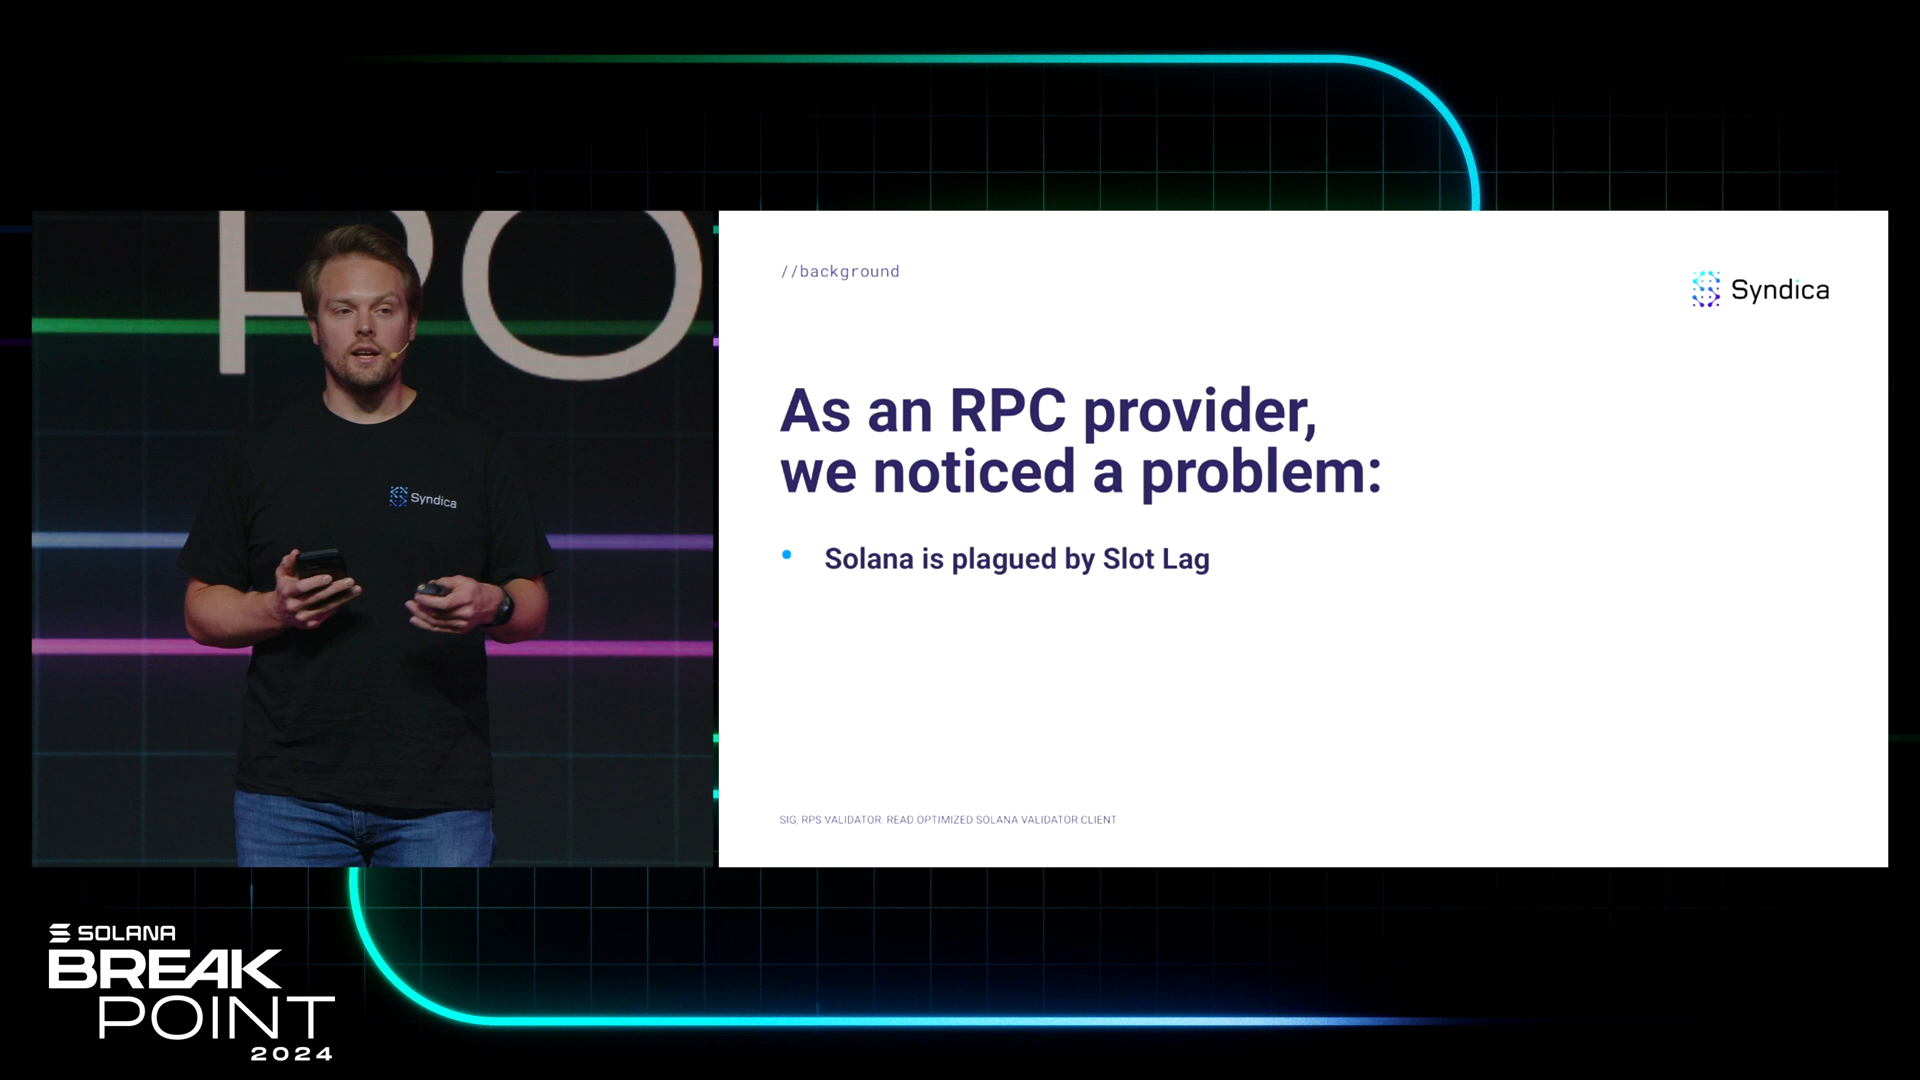 PO
Syndica
//background
Syndica
As an RPC provider,
we noticed a problem:
• Solana is plagued by Slot Lag
SIG, RPS VALIDATOR: READ OPTIMIZED SOLANA VALIDATOR CLIENT
SOLANA
BREAK
POINT
2024